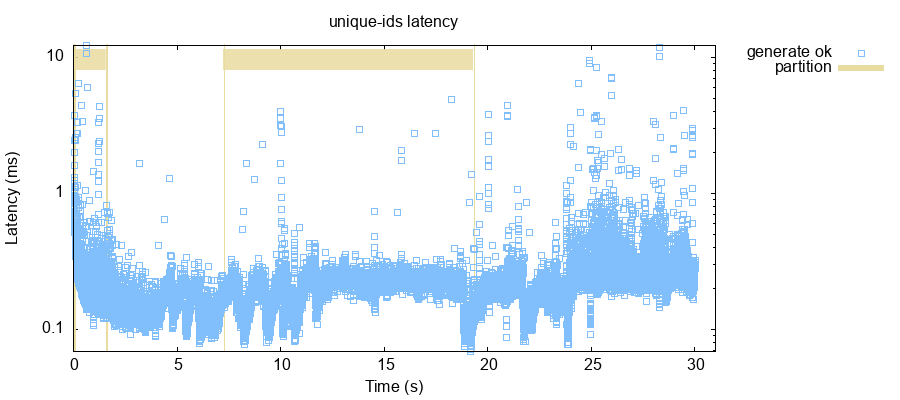 unique-ids latency
generate ok
partition
10
1
0.1
Latency (ms)
0
5
10
15
20
25
30
Time (s)